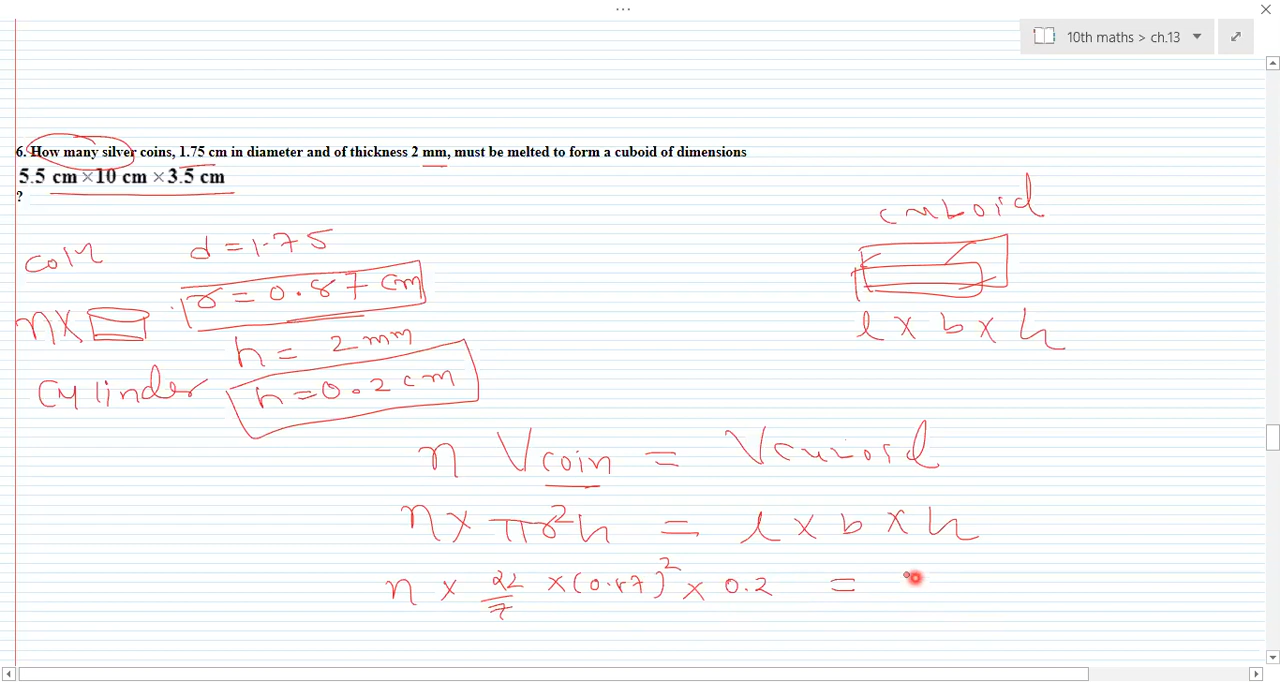 10th maths > ch.13
6. How many silver coins, 1.75 cm in diameter and of thickness 2 mm, must be melted to form a cuboid of dimensions
5.5 cm ×10 cm ×3.5 cm
?
cuboid
coin d = 1.75
r = 0.87 cm
n×
l × b × h
h = 2 mm
cylinder h = 0.2 cm
n Vcoin = Vcuboid
n × πr²h = l × b × h
n × 22/7 × (0.87)² × 0.2 =